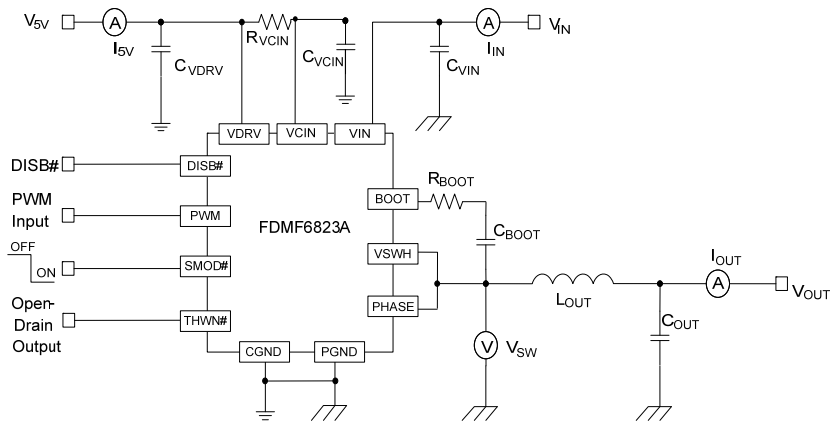 V5V
A
I5V
RVCIN
CVDRV
CVCIN
CVIN
A
IIN
VIN
VDRV
VCIN
VIN
DISB#
DISB#
PWM
Input
PWM
OFF
ON
SMOD#
Open-
Drain
Output
THWN#
FDMF6823A
BOOT
RBOOT
CBOOT
VSWH
PHASE
LOUT
IOUT
A
VOUT
COUT
V
VSW
CGND
PGND